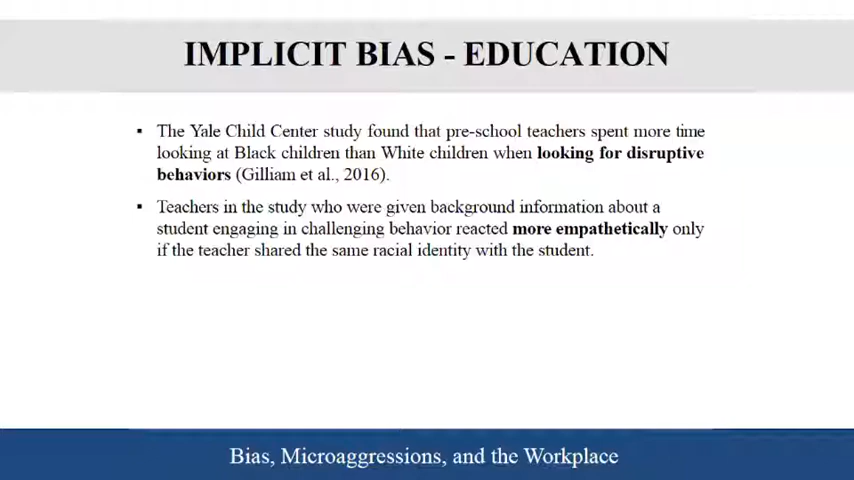 IMPLICIT BIAS - EDUCATION
▪ The Yale Child Center study found that pre-school teachers spent more time
looking at Black children than White children when looking for disruptive
behaviors (Gilliam et al., 2016).
▪ Teachers in the study who were given background information about a
student engaging in challenging behavior reacted more empathetically only
if the teacher shared the same racial identity with the student.
Bias, Microaggressions, and the Workplace